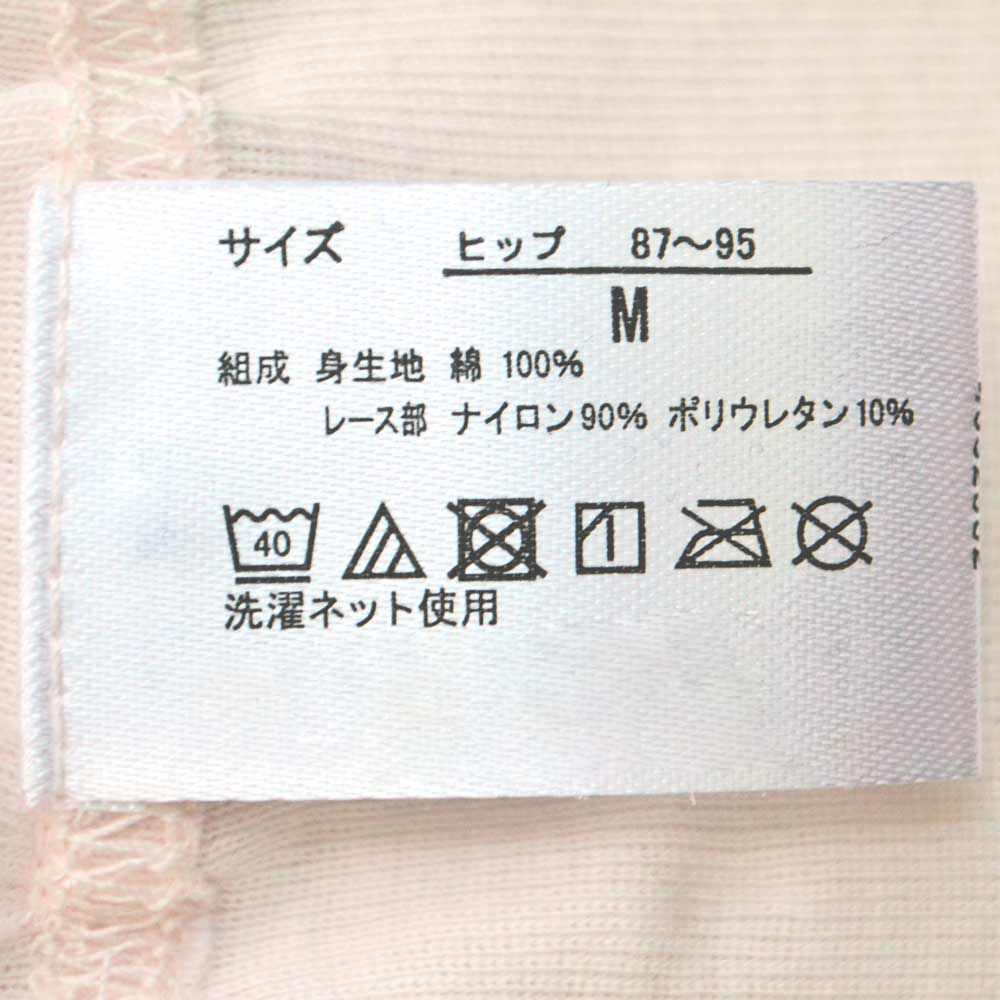 サイズ ヒップ 87〜95
M
組成 身生地 綿 100%
レース部 ナイロン90% ポリウレタン10%
40
洗濯ネット使用